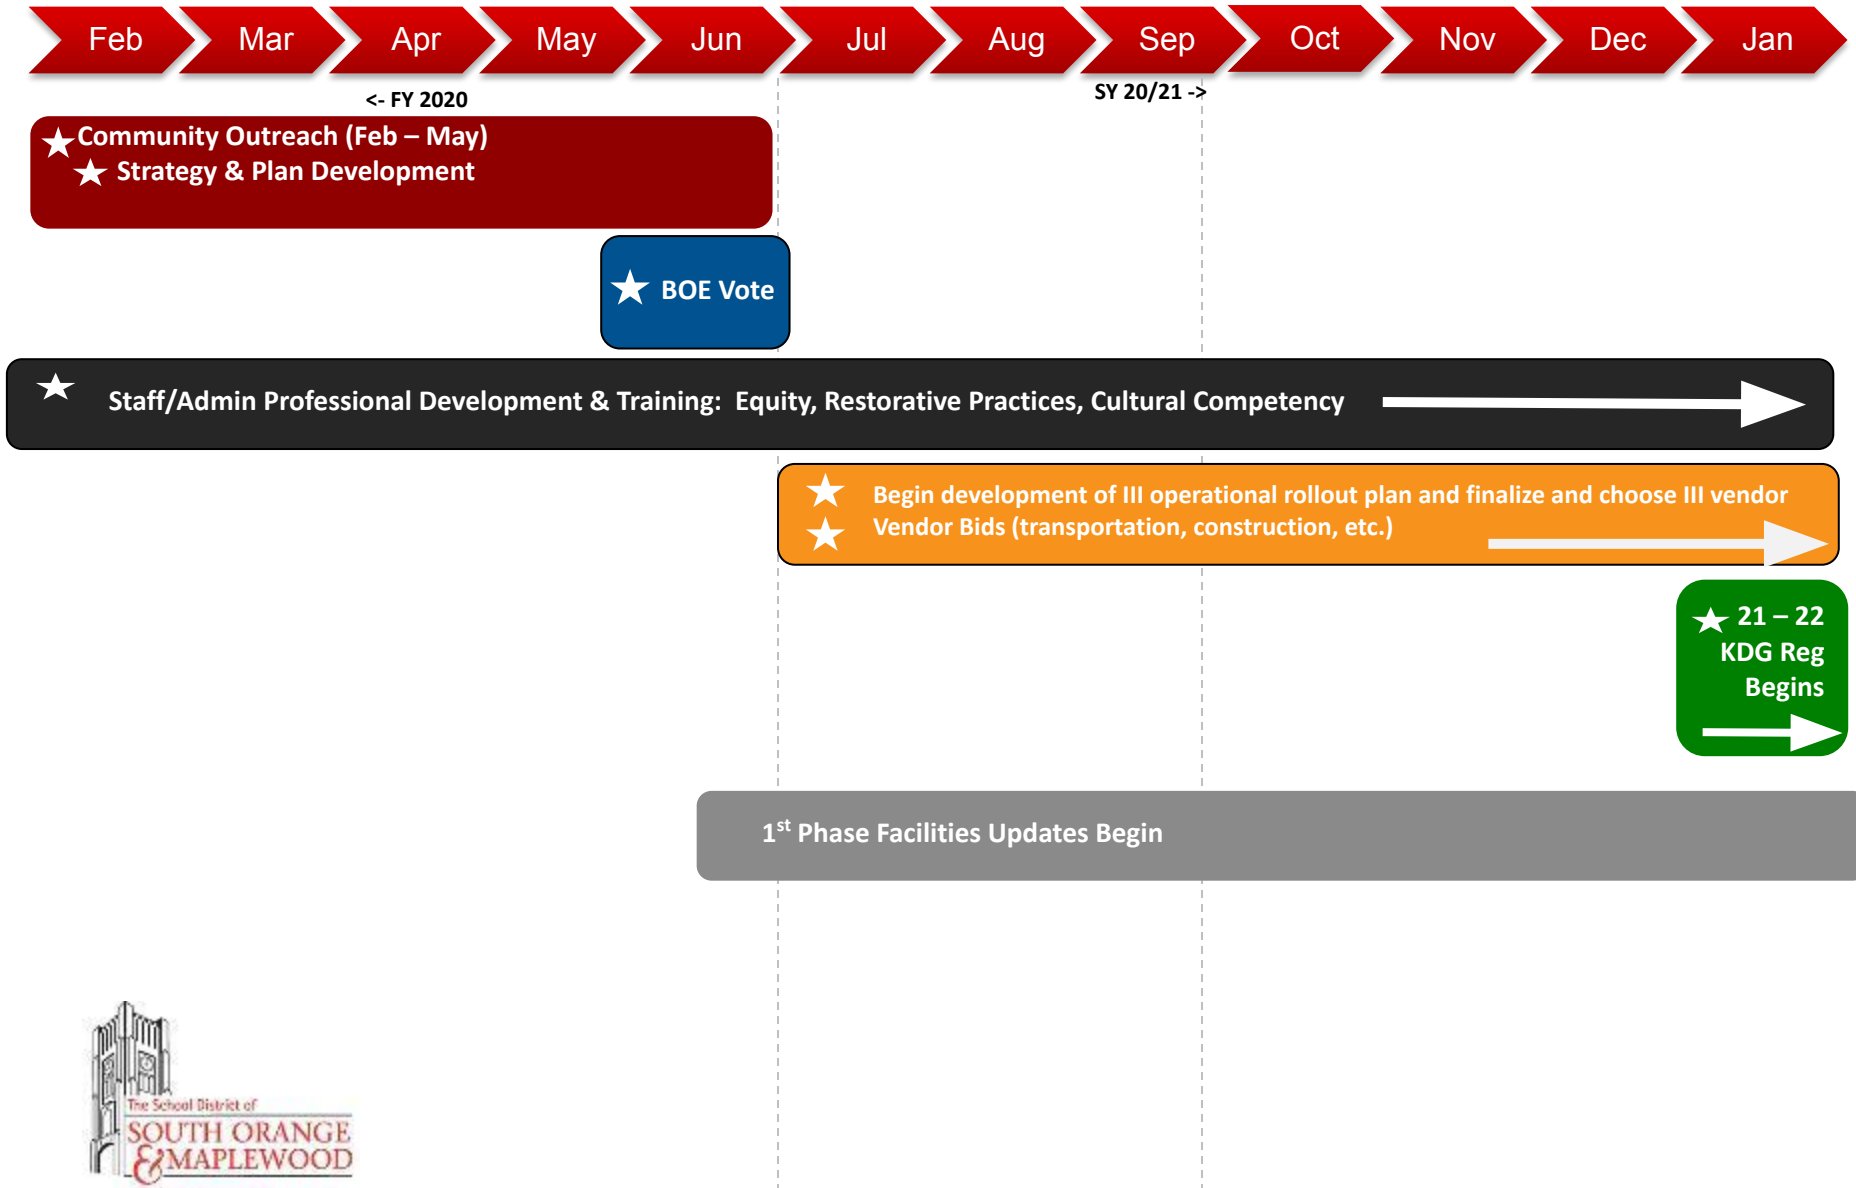 Feb Mar Apr May Jun Jul Aug Sep Oct Nov Dec Jan
<- FY 2020
SY 20/21 ->
Community Outreach (Feb – May)
Strategy & Plan Development
BOE Vote
Staff/Admin Professional Development & Training: Equity, Restorative Practices, Cultural Competency
Begin development of III operational rollout plan and finalize and choose III vendor
Vendor Bids (transportation, construction, etc.)
21 – 22
KDG Reg
Begins
1st Phase Facilities Updates Begin
The School District of
SOUTH ORANGE
&MAPLEWOOD